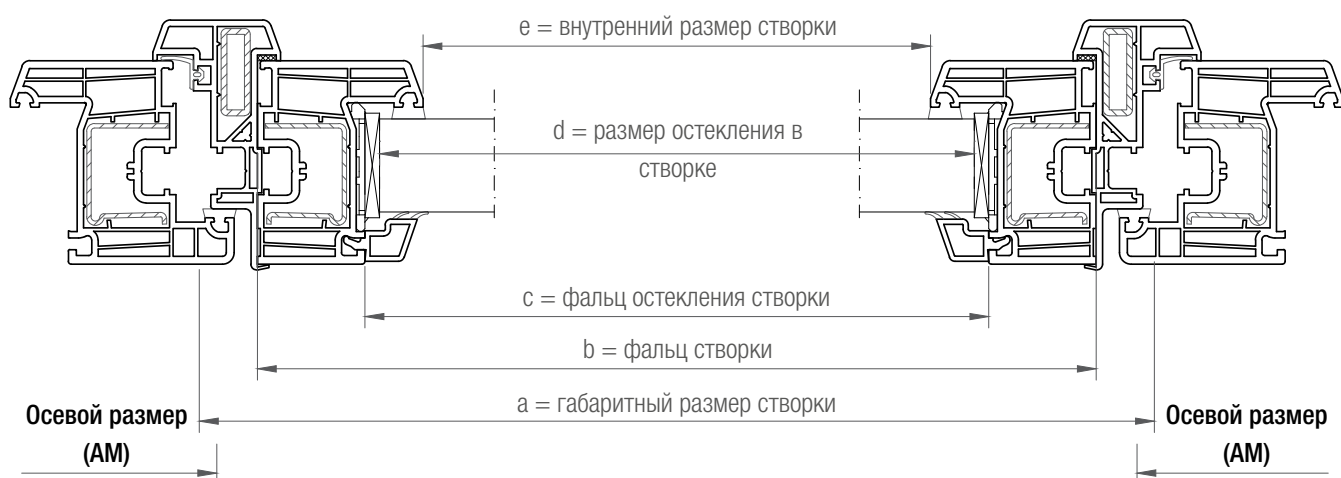 e = внутренний размер створки
d = размер остекления в
створке
c = фальц остекления створки
b = фальц створки
a = габаритный размер створки
Осевой размер
(AM)
Осевой размер
(AM)